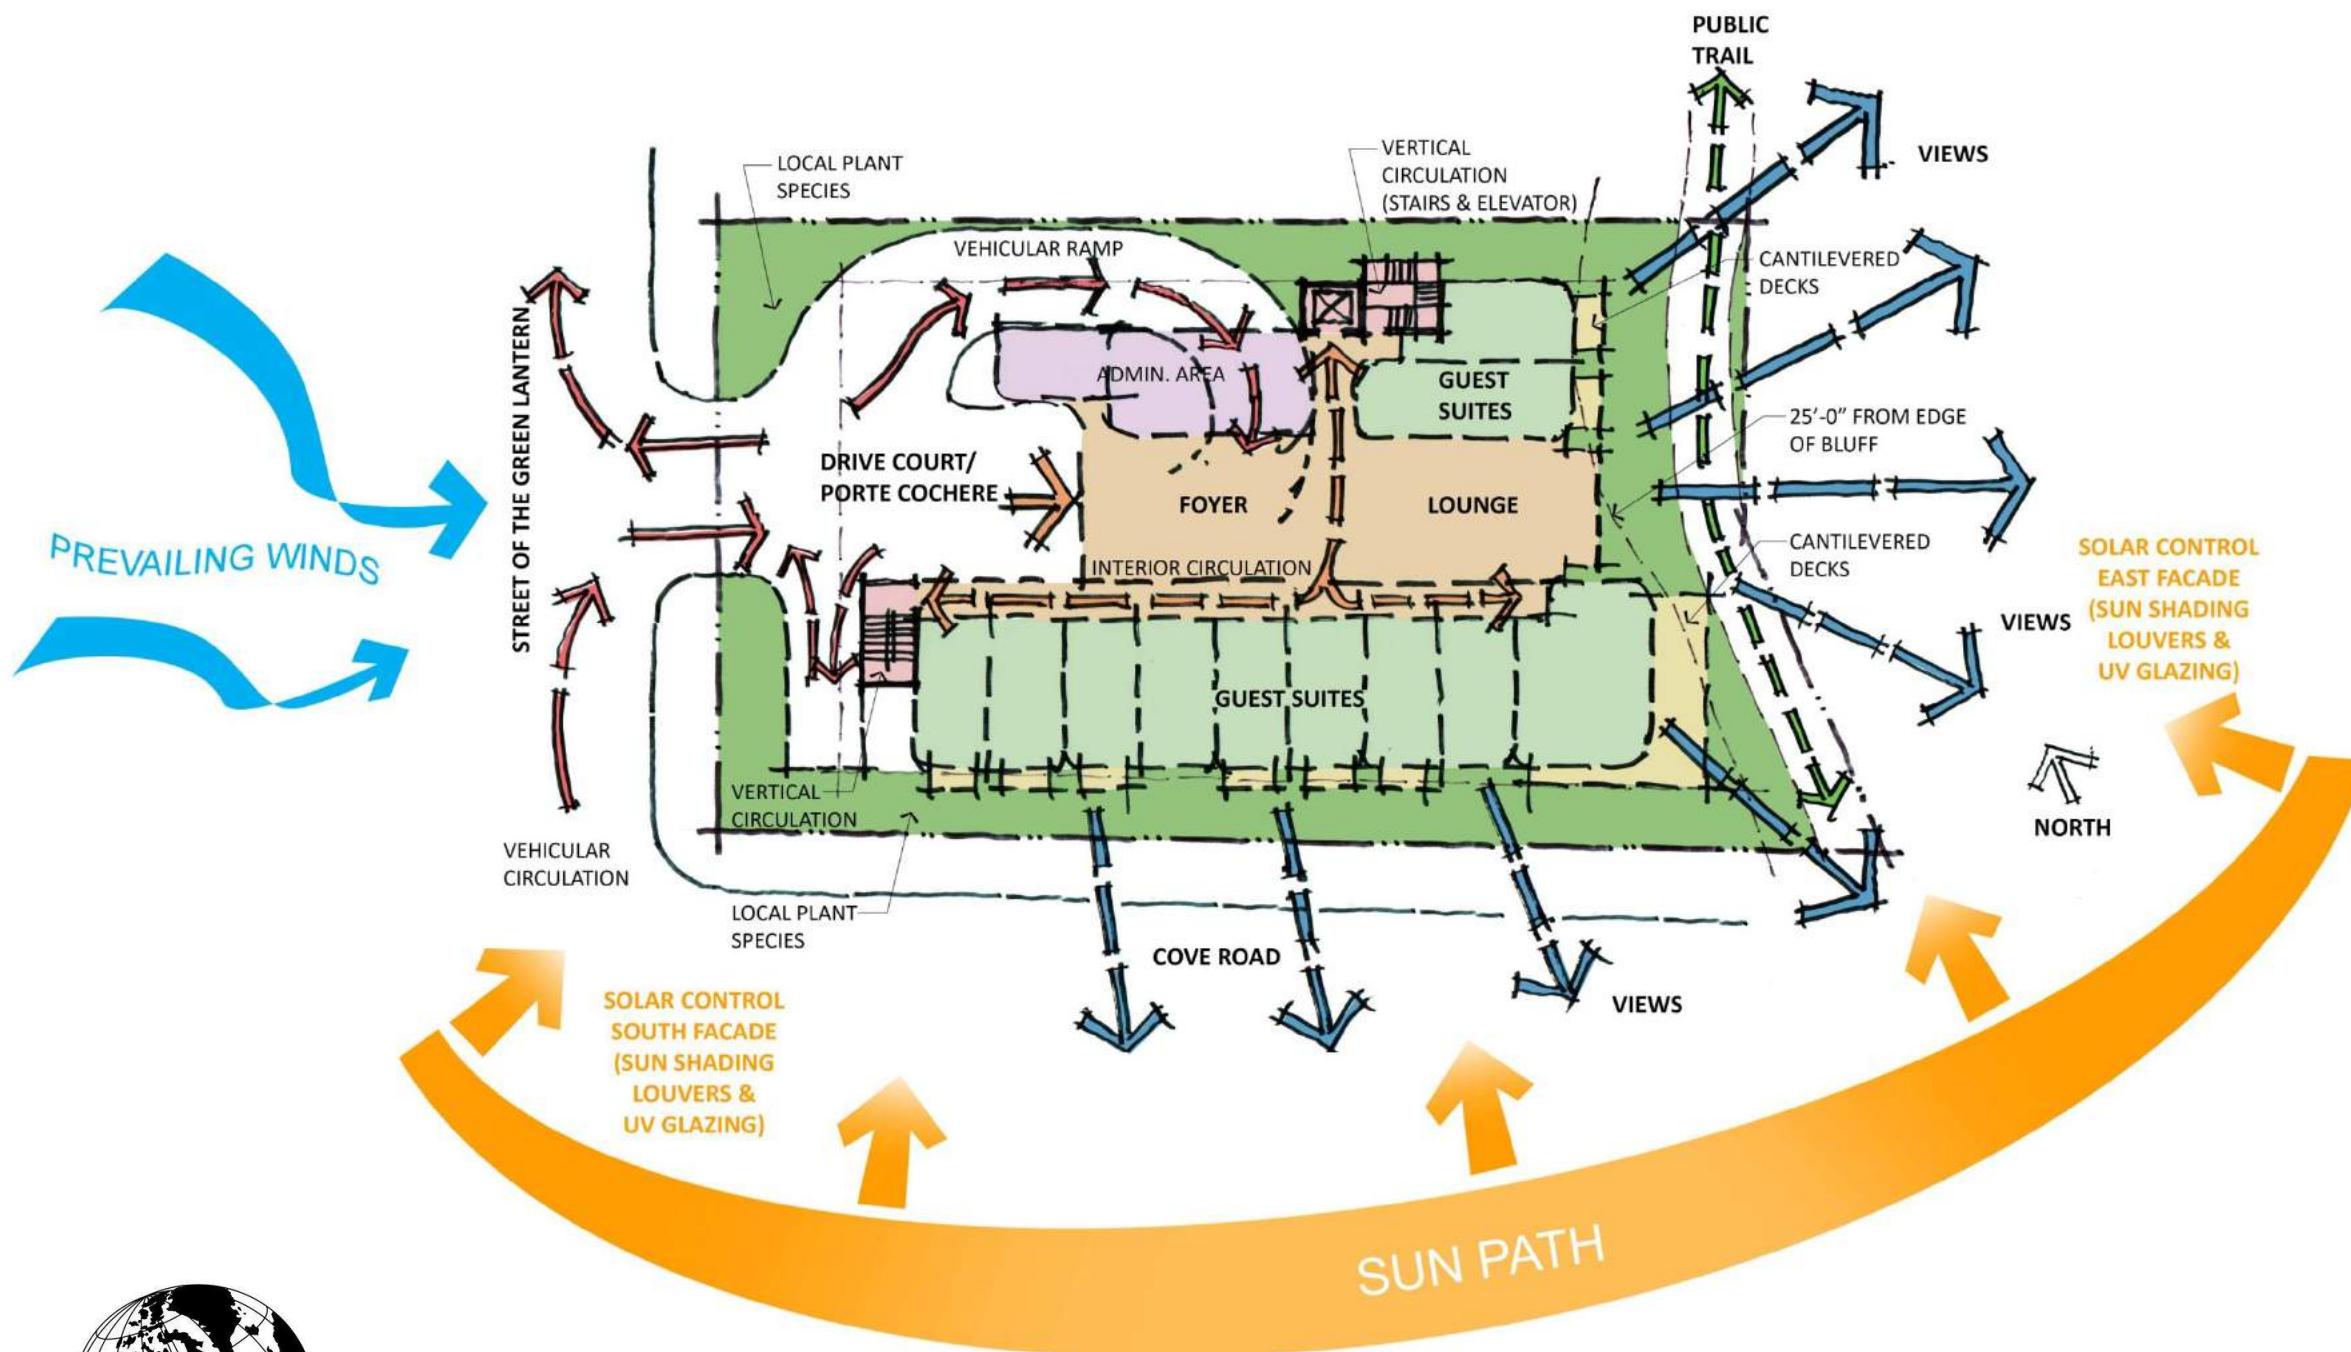 PUBLIC
TRAIL
VIEWS
LOCAL PLANT
SPECIES
VERTICAL
CIRCULATION
(STAIRS & ELEVATOR)
VEHICULAR RAMP
CANTILEVERED
DECKS
STREET OF THE GREEN LANTERN
ADMIN. AREA
GUEST
SUITES
25’-0” FROM EDGE
OF BLUFF
DRIVE COURT/
PORTE COCHERE
FOYER
LOUNGE
PREVAILING WINDS
INTERIOR CIRCULATION
CANTILEVERED
DECKS
SOLAR CONTROL
EAST FACADE
(SUN SHADING
LOUVERS &
UV GLAZING)
VIEWS
GUEST SUITES
VERTICAL
CIRCULATION
NORTH
VEHICULAR
CIRCULATION
LOCAL PLANT
SPECIES
COVE ROAD
VIEWS
SOLAR CONTROL
SOUTH FACADE
(SUN SHADING
LOUVERS &
UV GLAZING)
SUN PATH